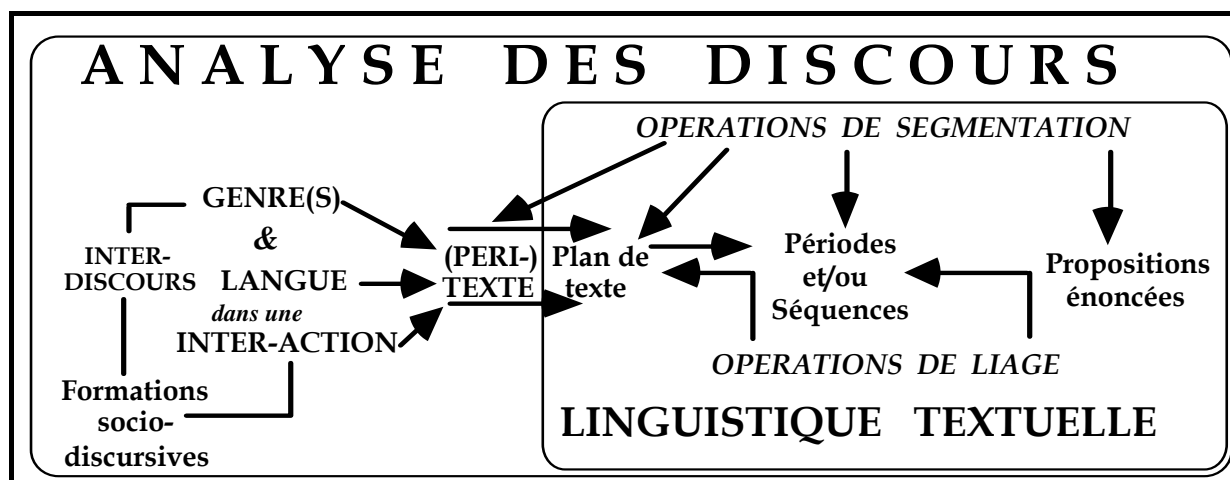 ANALYSE DES DISCOURS
OPERATIONS DE SEGMENTATION
GENRE(S)
&
LANGUE
dans une
INTER-ACTION
INTER-
DISCOURS
Formations
socio-
discursives
(PERI-)
TEXTE
Plan de
texte
Périodes
et/ou
Séquences
Propositions
énoncées
OPERATIONS DE LIAGE
LINGUISTIQUE TEXTUELLE